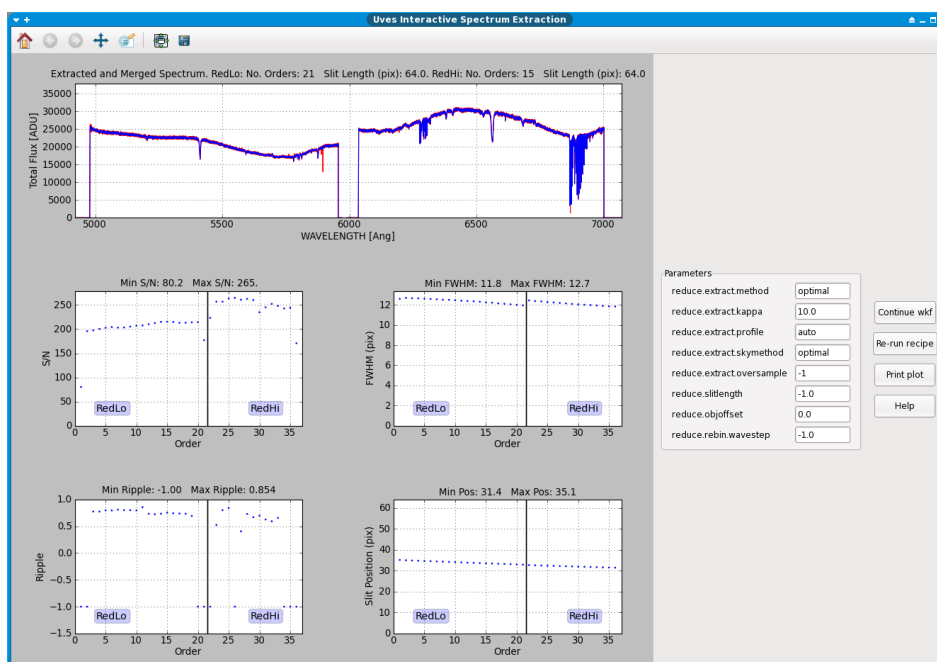 Uves Interactive Spectrum Extraction
Extracted and Merged Spectrum. RedLo: No. Orders: 21 Slit Length (pix): 64.0. RedHi: No. Orders: 15 Slit Length (pix): 64.0
Total Flux [ADU]
35000
30000
25000
20000
15000
10000
5000
0
5000 5500 6000 6500 7000
WAVELENGTH [Ang]
Min S/N: 80.2 Max S/N: 265.
S/N
250
200
150
100
50
0
RedLo RedHi
0 5 10 15 20 25 30 35
Order
Min FWHM: 11.8 Max FWHM: 12.7
FWHM (pix)
12
10
8
6
4
2
0
RedLo RedHi
0 5 10 15 20 25 30 35
Order
Min Ripple: -1.00 Max Ripple: 0.854
Ripple
1.0
0.5
0.0
−0.5
−1.0
−1.5
RedLo RedHi
0 5 10 15 20 25 30 35
Order
Min Pos: 31.4 Max Pos: 35.1
Slit Position (pix)
60
50
40
30
20
10
0
RedLo RedHi
0 5 10 15 20 25 30 35
Order
Parameters
reduce.extract.method optimal
reduce.extract.kappa 10.0
reduce.extract.profile auto
reduce.extract.skymethod optimal
reduce.extract.oversample -1
reduce.slitlength -1.0
reduce.objoffset 0.0
reduce.rebin.wavestep -1.0
Continue wkf
Re-run recipe
Print plot
Help